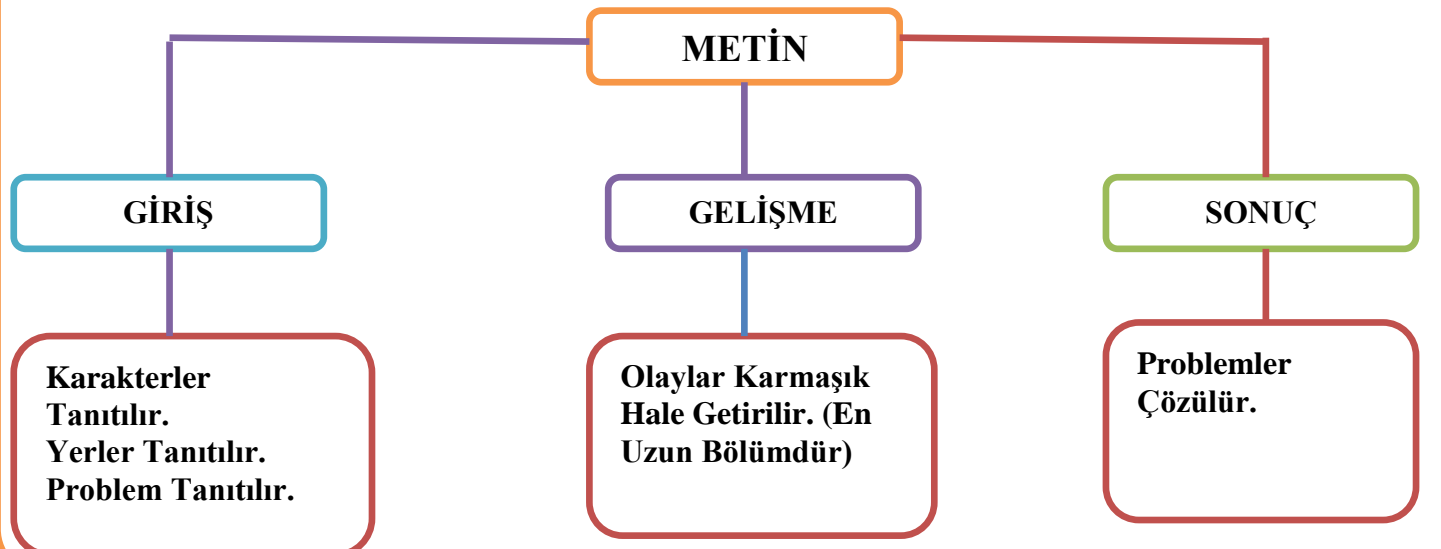 METİN
GİRİŞ
GELİŞME
SONUÇ
Karakterler
Tanıtılır.
Yerler Tanıtılır.
Problem Tanıtılır.
Olaylar Karmaşık
Hale Getirilir. (En
Uzun Bölümdür)
Problemler
Çözülür.